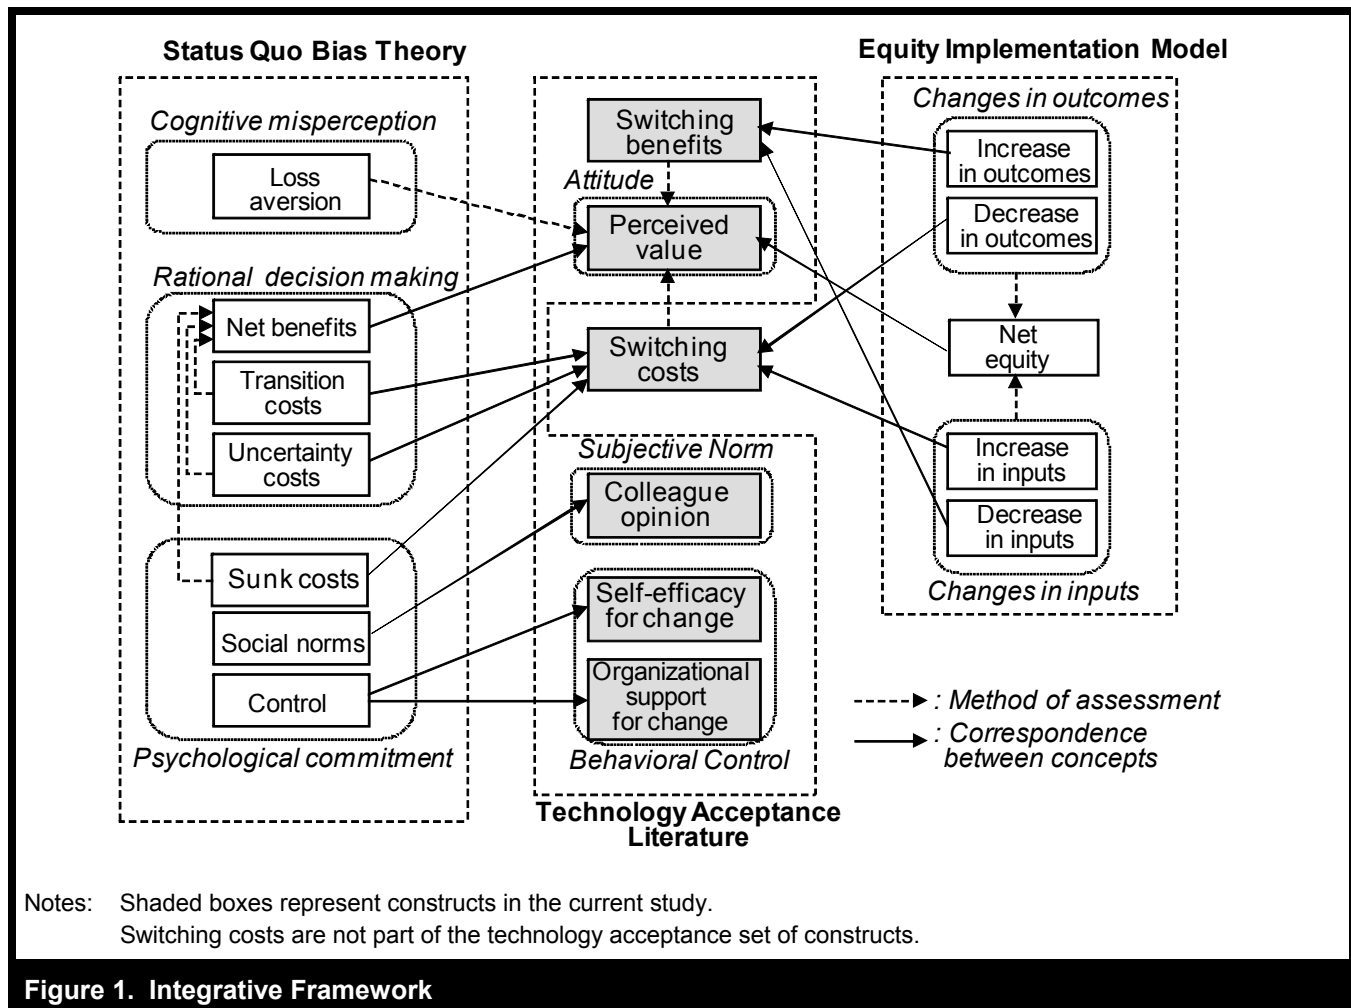 Status Quo Bias Theory
Cognitive misperception
Loss
aversion
Rational decision making
Net benefits
Transition
costs
Uncertainty
costs
Sunk costs
Social norms
Control
Psychological commitment
Switching
benefits
Attitude
Perceived
value
Switching
costs
Subjective Norm
Colleague
opinion
Self-efficacy
for change
Organizational
support
for change
Behavioral Control
Technology Acceptance
Literature
Equity Implementation Model
Changes in outcomes
Increase
in outcomes
Decrease
in outcomes
Net
equity
Increase
in inputs
Decrease
in inputs
Changes in inputs
: Method of assessment
: Correspondence
between concepts
Notes: Shaded boxes represent constructs in the current study.
Switching costs are not part of the technology acceptance set of constructs.
Figure 1. Integrative Framework